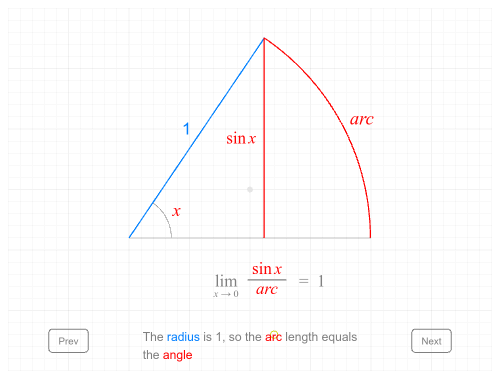 1
sin x
arc
x
lim sin x / arc = 1
x → 0
Prev
The radius is 1, so the arc length equals
the angle
Next